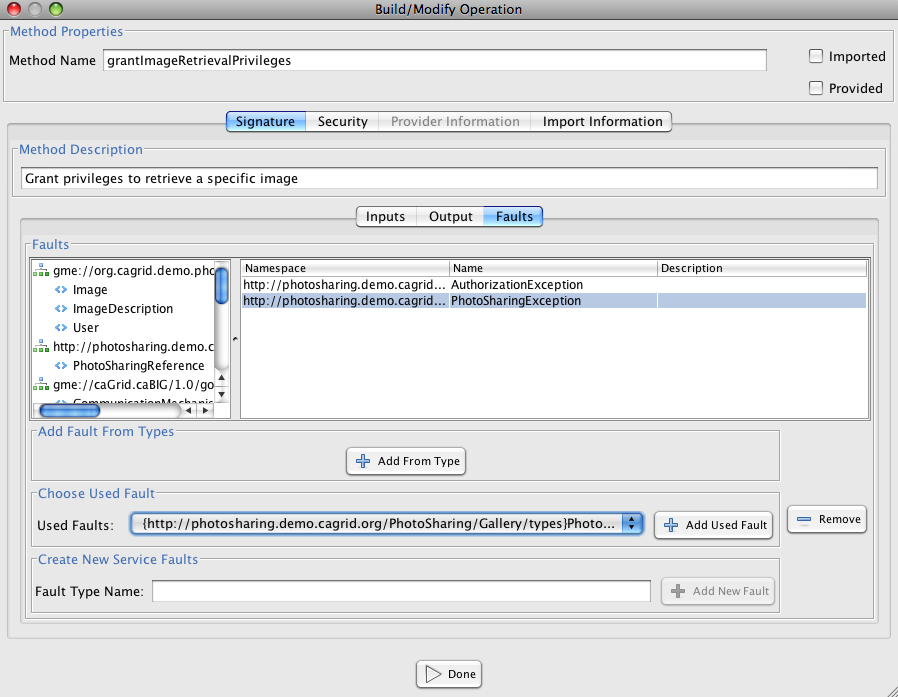 Build/Modify Operation
Method Properties
Method Name grantImageRetrievalPrivileges
Imported
Provided
Signature Security Provider Information Import Information
Method Description
Grant privileges to retrieve a specific image
Inputs Output Faults
Faults
gme://org.cagrid.demo.pho
Image
ImageDescription
User
http://photosharing.demo.c
PhotoSharingReference
gme://caGrid.caBIG/1.0/go
CommunicationMechanis
Namespace Name Description
http://photosharing.demo.cagrid... AuthorizationException
http://photosharing.demo.cagrid... PhotoSharingException
Add Fault From Types
Add From Type
Choose Used Fault
Used Faults: {http://photosharing.demo.cagrid.org/PhotoSharing/Gallery/types}Photo... Add Used Fault
Remove
Create New Service Faults
Fault Type Name: Add New Fault
Done